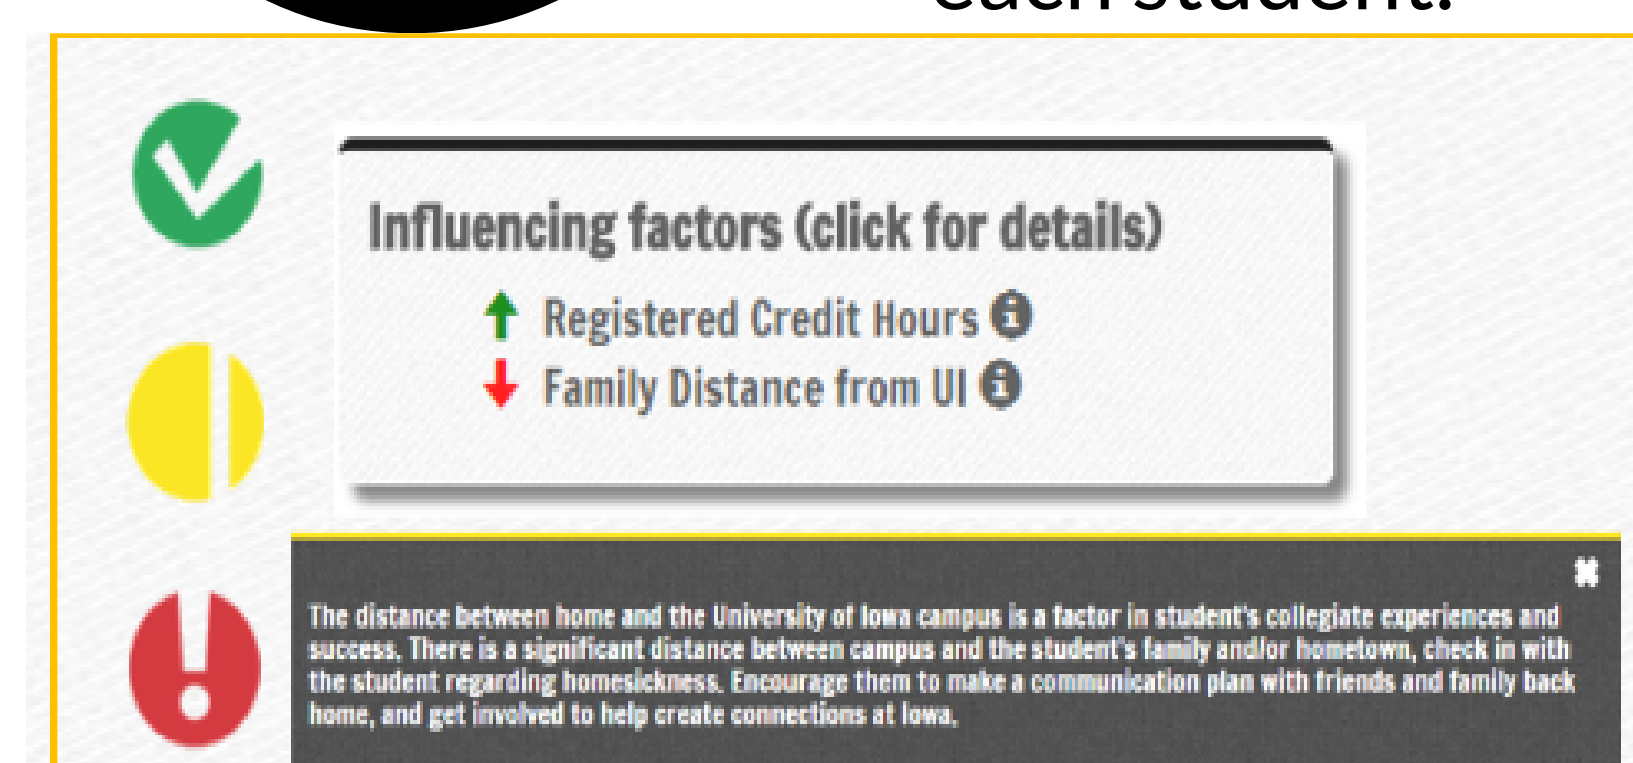 each student.
Influencing factors (click for details)
Registered Credit Hours
Family Distance from UI
The distance between home and the University of Iowa campus is a factor in student's collegiate experiences and
success. There is a significant distance between campus and the student's family and/or hometown, check in with
the student regarding homesickness. Encourage them to make a communication plan with friends and family back
home, and get involved to help create connections at Iowa.